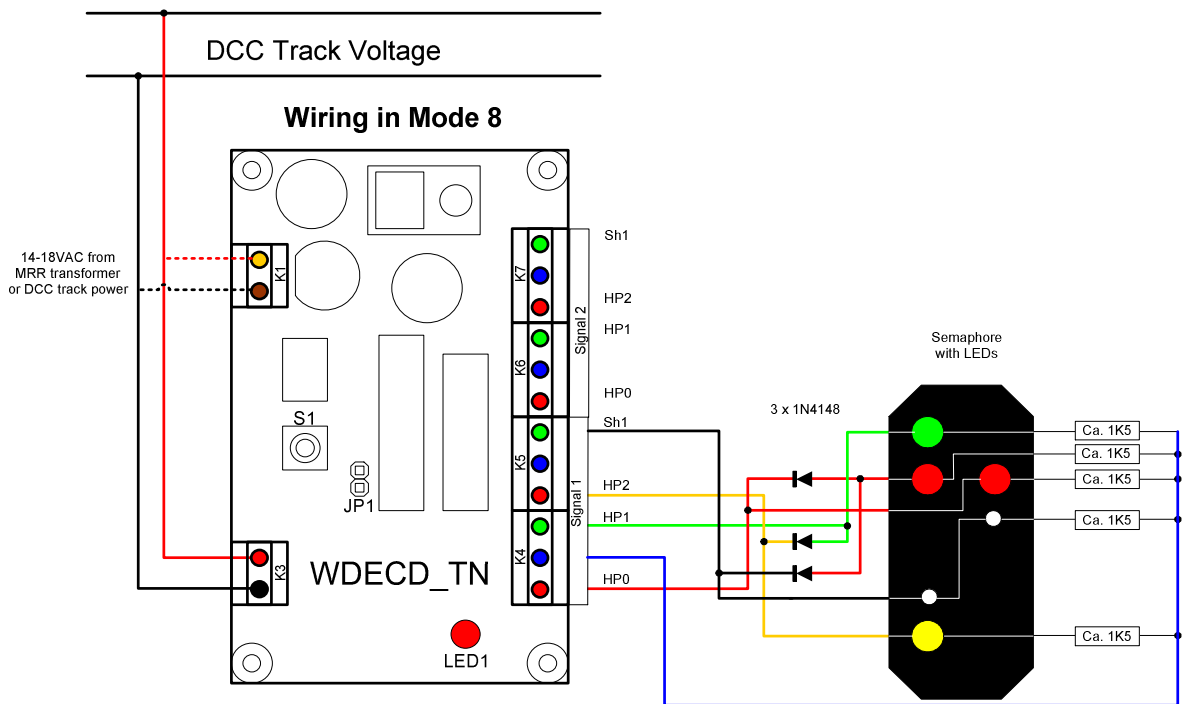 DCC Track Voltage
Wiring in Mode 8
14-18VAC from
MRR transformer
or DCC track power
K1
S1
JP1
K3
WDECD_TN
LED1
K7
K6
K5
K4
Signal 2
Signal 1
Sh1
HP2
HP1
HP0
Sh1
HP2
HP1
HP0
3 x 1N4148
Semaphore
with LEDs
Ca. 1K5
Ca. 1K5
Ca. 1K5
Ca. 1K5
Ca. 1K5